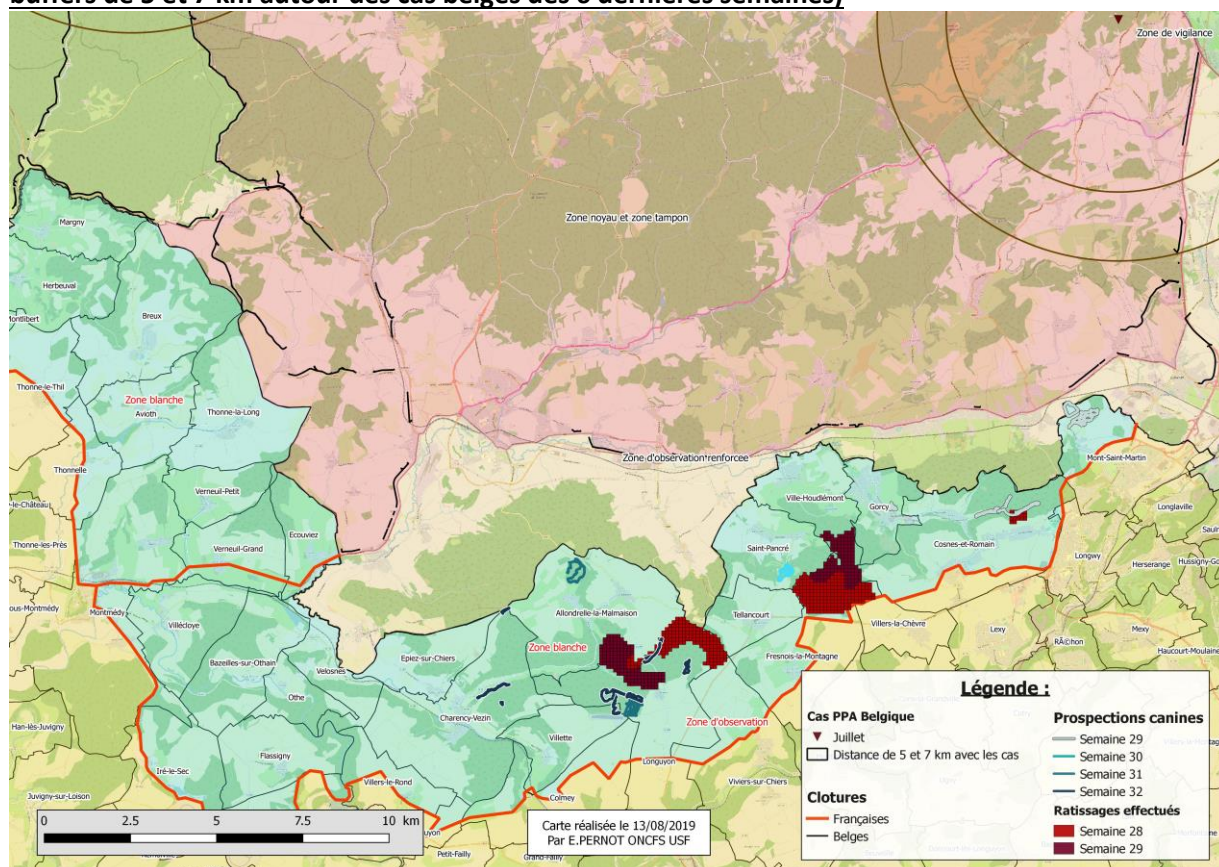 buffers de 5 et 7 km autour des cas belges des 6 dernières semaines)
Zone de vigilance
Margny
Zone noyau et zone tampon
Herbeuval
Breux
Thonne-le-Thil
Zone blanche
Avioth
Thonne-la-Long
Zone d'observation renforcee
Mont-Saint-Martin
Thonnelle
Verneuil-Petit
Ville-Houdlémont
Gorcy
Longlaville
Thonne-les-Près
Verneuil-Grand
Ecouviez
Saint-Pancré
Cosnes-et-Romain
Longwy
Herserange
Montmédy
Allondrelle-la-Malmaison
Tellancourt
Villers-la-Chèvre
Lexy
RÃ©hon
Mexy
Haucourt-Moulaine
Villécloye
Bazeilles-sur-Othain
Velosnes
Epiez-sur-Chiers
Zone blanche
Fresnois-la-Montagne
Othe
Charency-Vezin
Zone d'observation
Han-lès-Juvigny
Villette
Flassigny
Iré-le-Sec
Longuyon
Viviers-sur-Chiers
Villers-le-Rond
Colmey
Juvigny-sur-Loison
Petit-Failly
Grand-Failly
0 2.5 5 7.5 10 km
Carte réalisée le 13/08/2019
Par E.PERNOT ONCFS USF
Légende :
Cas PPA Belgique
Juillet
Distance de 5 et 7 km avec les cas
Clotures
Françaises
Belges
Prospections canines
Semaine 29
Semaine 30
Semaine 31
Semaine 32
Ratissages effectués
Semaine 28
Semaine 29